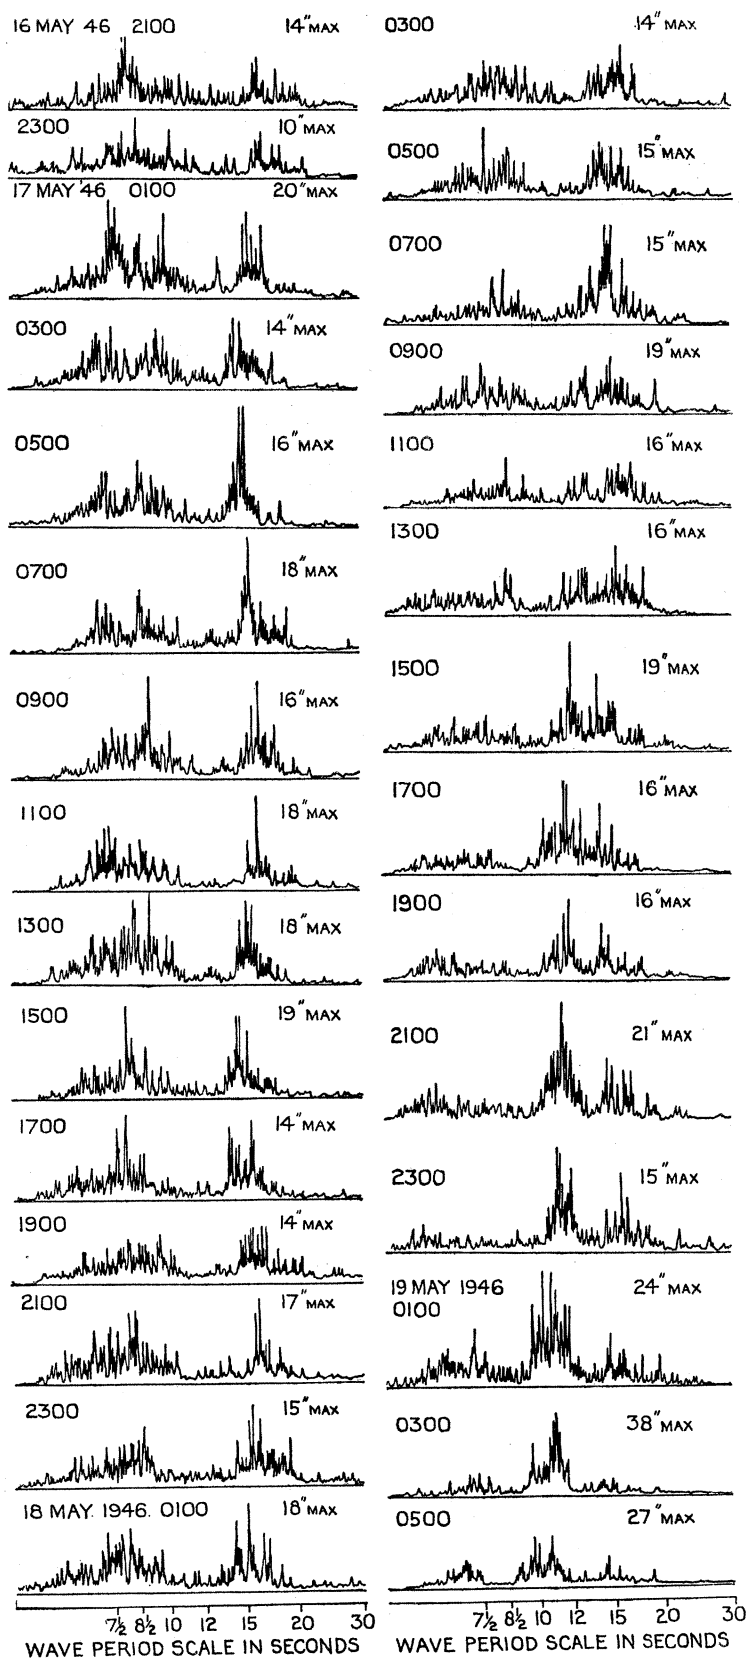 16 MAY 46 2100 14" MAX
2300 10" MAX
17 MAY '46 0100 20" MAX
0300 14" MAX
0500 16" MAX
0700 18" MAX
0900 16" MAX
1100 18" MAX
1300 18" MAX
1500 19" MAX
1700 14" MAX
1900 14" MAX
2100 17" MAX
2300 15" MAX
18 MAY. 1946. 0100 18" MAX
7½ 8½ 10 12 15 20 30
WAVE PERIOD SCALE IN SECONDS
0300 14" MAX
0500 15" MAX
0700 15" MAX
0900 19" MAX
1100 16" MAX
1300 16" MAX
1500 19" MAX
1700 16" MAX
1900 16" MAX
2100 21" MAX
2300 15" MAX
19 MAY 1946 24" MAX
0100
0300 38" MAX
0500 27" MAX
7½ 8½ 10 12 15 20 30
WAVE PERIOD SCALE IN SECONDS